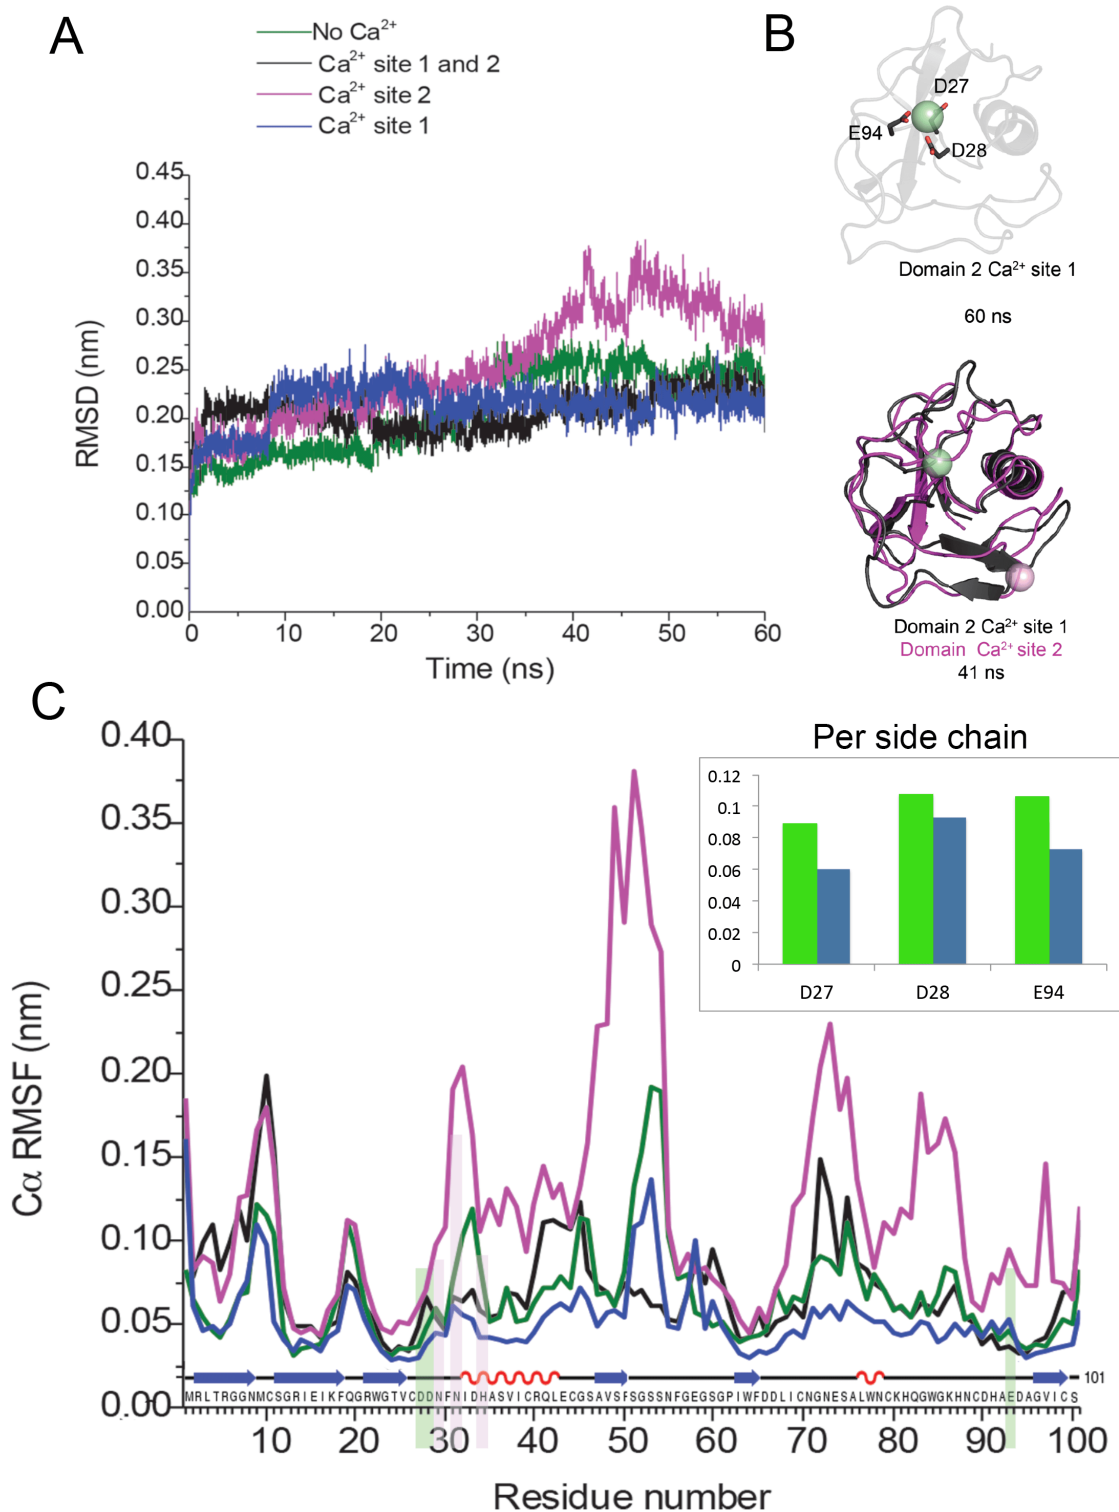 A
No Ca²⁺
Ca²⁺ site 1 and 2
Ca²⁺ site 2
Ca²⁺ site 1
RMSD (nm)
0.45
0.40
0.35
0.30
0.25
0.20
0.15
0.10
0.05
0.00
0 10 20 30 40 50 60
Time (ns)
B
D27
E94
D28
Domain 2 Ca²⁺ site 1
60 ns
Domain 2 Ca²⁺ site 1
Domain Ca²⁺ site 2
41 ns
C
Cα RMSF (nm)
0.40
0.35
0.30
0.25
0.20
0.15
0.10
0.05
0.00
Per side chain
0.12
0.1
0.08
0.06
0.04
0.02
0
D27 D28 E94
MRLTRGGNMCSGRIEIKFQGRWGTVCDDNFNIDHASVICRQLECGSAVSFSGSSNFGEGSGPIWFDDLICNGNESALWNCKHQGWGKHNCDHAEDAGVICS
101
10 20 30 40 50 60 70 80 90 100
Residue number